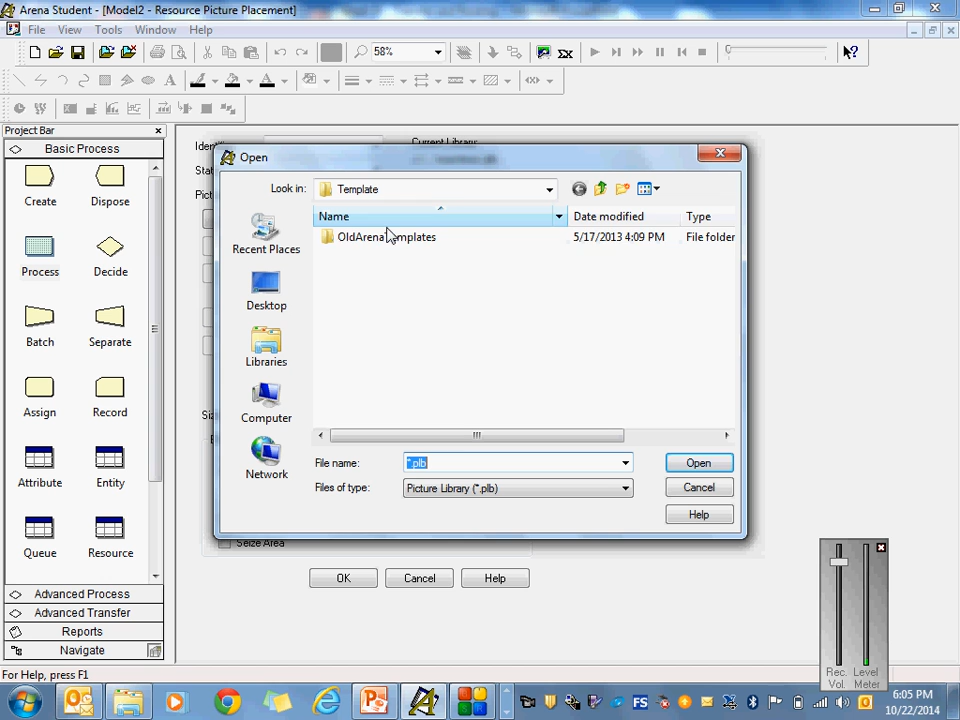 Arena Student - [Model2 - Resource Picture Placement]
File View Tools Window Help
58%
Project Bar
Basic Process
Create Dispose
Process Decide
Batch Separate
Assign Record
Attribute Entity
Queue Resource
Advanced Process
Advanced Transfer
Reports
Navigate
Current Library
Open
Look in: Template
Name Date modified Type
OldArenaTemplates 5/17/2013 4:09 PM File folder
Recent Places
Desktop
Libraries
Computer
Network
File name: *.plb Open
Files of type: Picture Library (*.plb) Cancel
Help
Seize Area
OK Cancel Help
Rec. Vol. Level Meter
For Help, press F1
FS
6:05 PM
10/22/2014